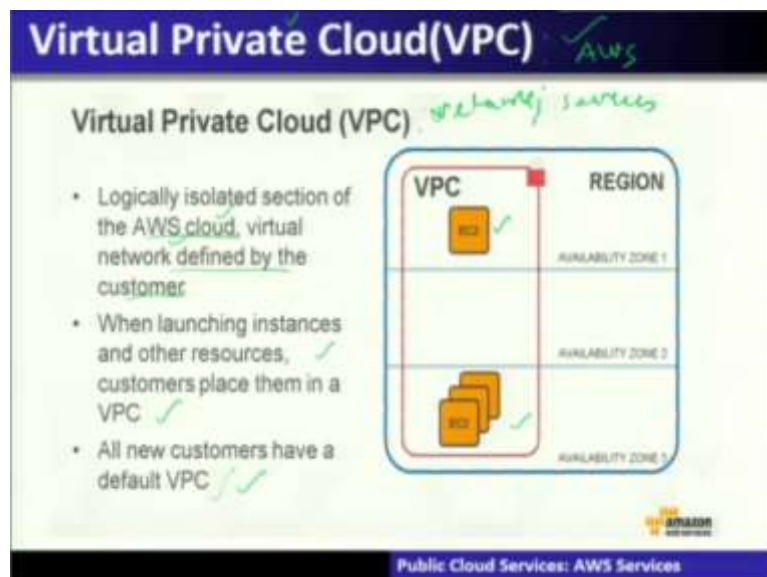 Virtual Private Cloud(VPC)
AWS
Virtual Private Cloud (VPC)
• Logically isolated section of
the AWS cloud, virtual
network defined by the
customer
• When launching instances
and other resources,
customers place them in a
VPC
• All new customers have a
default VPC
VPC
REGION
EC2
AVAILABILITY ZONE 1
AVAILABILITY ZONE 2
EC2
AVAILABILITY ZONE 3
amazon
web services
Public Cloud Services: AWS Services